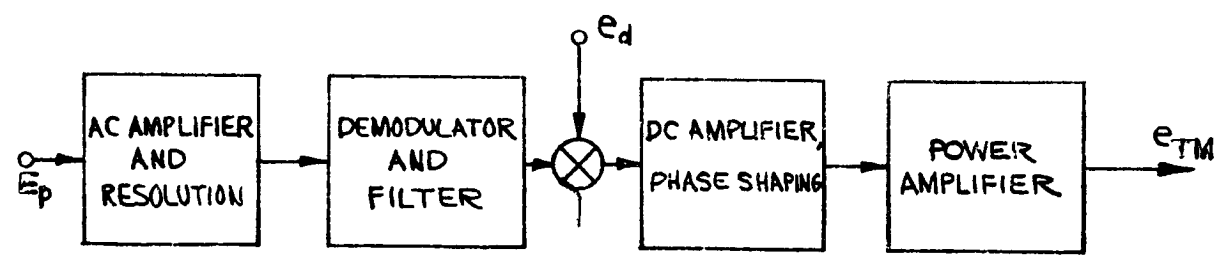 e_d
AC AMPLIFIER
AND
RESOLUTION
DEMODULATOR
AND
FILTER
DC AMPLIFIER,
PHASE SHAPING
POWER
AMPLIFIER
e_TM
E_p